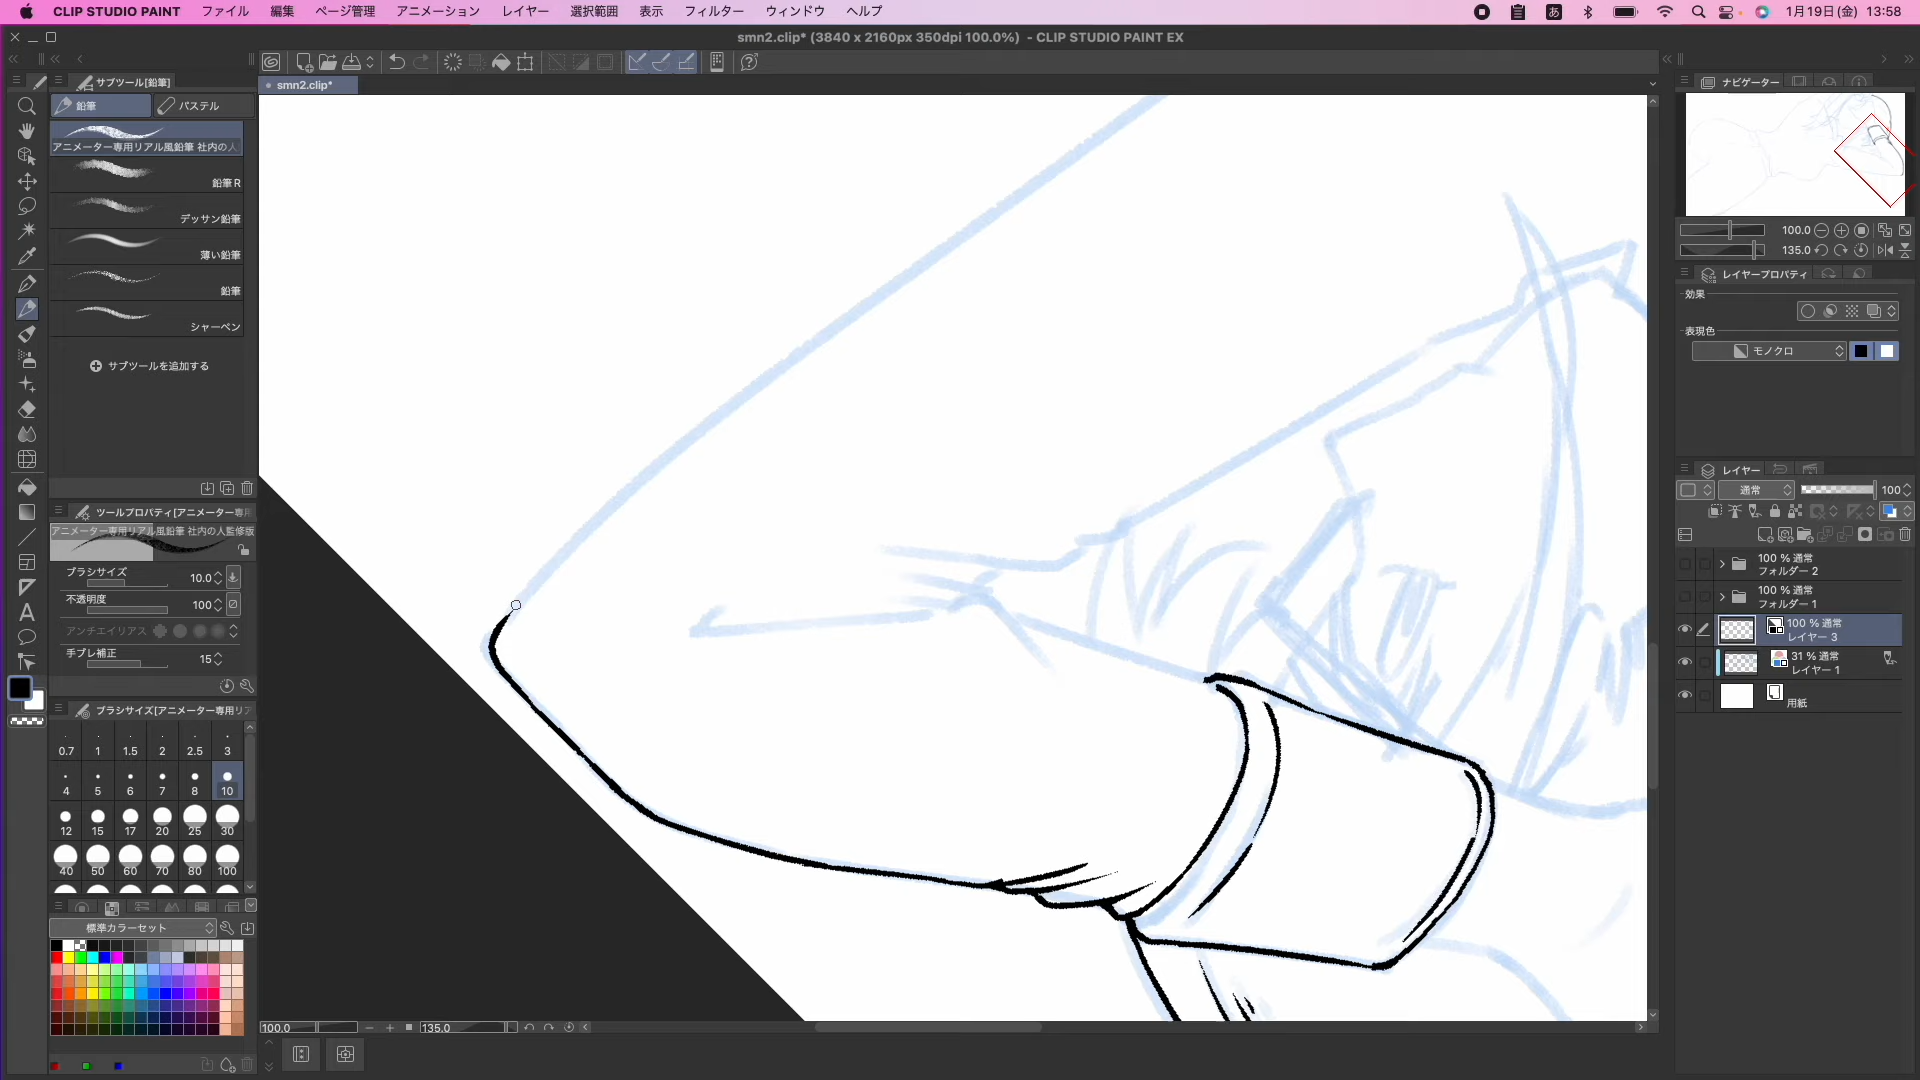 CLIP STUDIO PAINT ファイル 編集 ページ管理 アニメーション レイヤー 選択範囲 表示 フィルター ウィンドウ ヘルプ
あ 1月19日(金) 13:58
smn2.clip* (3840 x 2160px 350dpi 100.0%) - CLIP STUDIO PAINT EX
サブツール[鉛筆]
smn2.clip*
鉛筆 パステル
アニメーター専用リアル風鉛筆 社内の人
鉛筆R
デッサン鉛筆
薄い鉛筆
鉛筆
シャーペン
サブツールを追加する
ツールプロパティ[アニメーター専用
アニメーター専用リアル風鉛筆 社内の人監修版
ブラシサイズ 10.0
不透明度 100
アンチエイリアス
手ブレ補正 15
ブラシサイズ[アニメーター専用リア
0.7 1 1.5 2 2.5 3
4 5 6 7 8 10
12 15 17 20 25 30
40 50 60 70 80 100
標準カラーセット
100.0 135.0
ナビゲーター
100.0
135.0
レイヤープロパティ
効果
表現色
モノクロ
レイヤー
通常 100
100 % 通常
フォルダー 2
100 % 通常
フォルダー 1
100 % 通常
レイヤー 3
31 % 通常
レイヤー 1
用紙